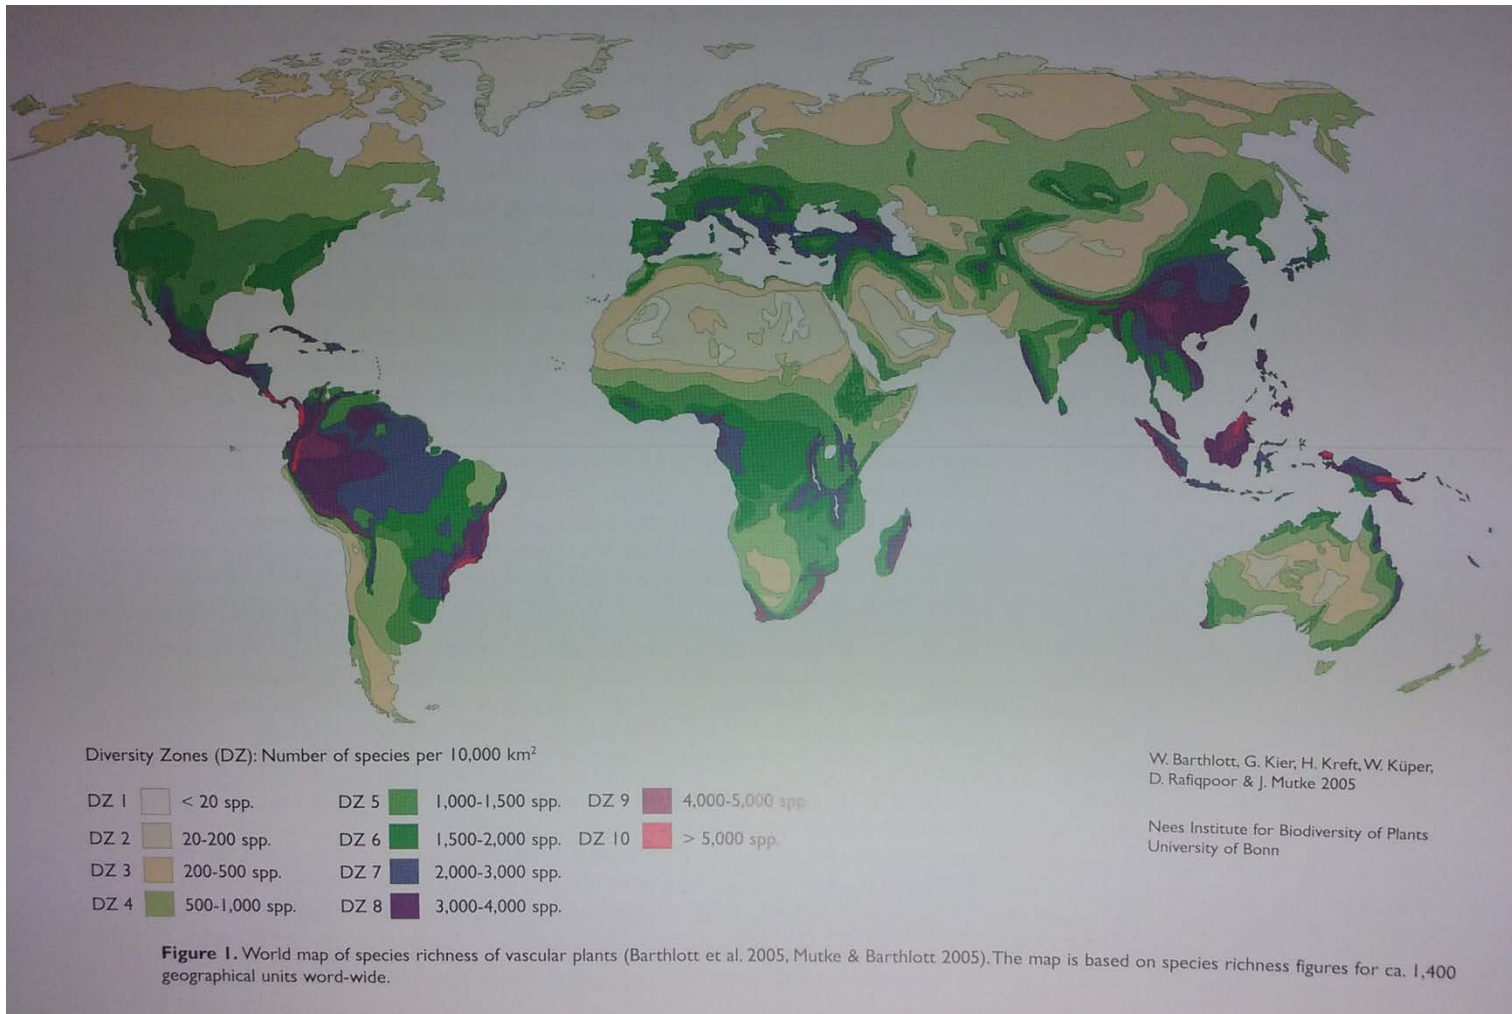 Diversity Zones (DZ): Number of species per 10,000 km²
DZ 1 < 20 spp.
DZ 2 20-200 spp.
DZ 3 200-500 spp.
DZ 4 500-1,000 spp.
DZ 5 1,000-1,500 spp.
DZ 6 1,500-2,000 spp.
DZ 7 2,000-3,000 spp.
DZ 8 3,000-4,000 spp.
DZ 9 4,000-5,000 spp
DZ 10 > 5,000 spp.
W. Barthlott, G. Kier, H. Kreft, W. Küper,
D. Rafiqpoor & J. Mutke 2005
Nees Institute for Biodiversity of Plants
University of Bonn
Figure 1. World map of species richness of vascular plants (Barthlott et al. 2005, Mutke & Barthlott 2005). The map is based on species richness figures for ca. 1,400
geographical units word-wide.